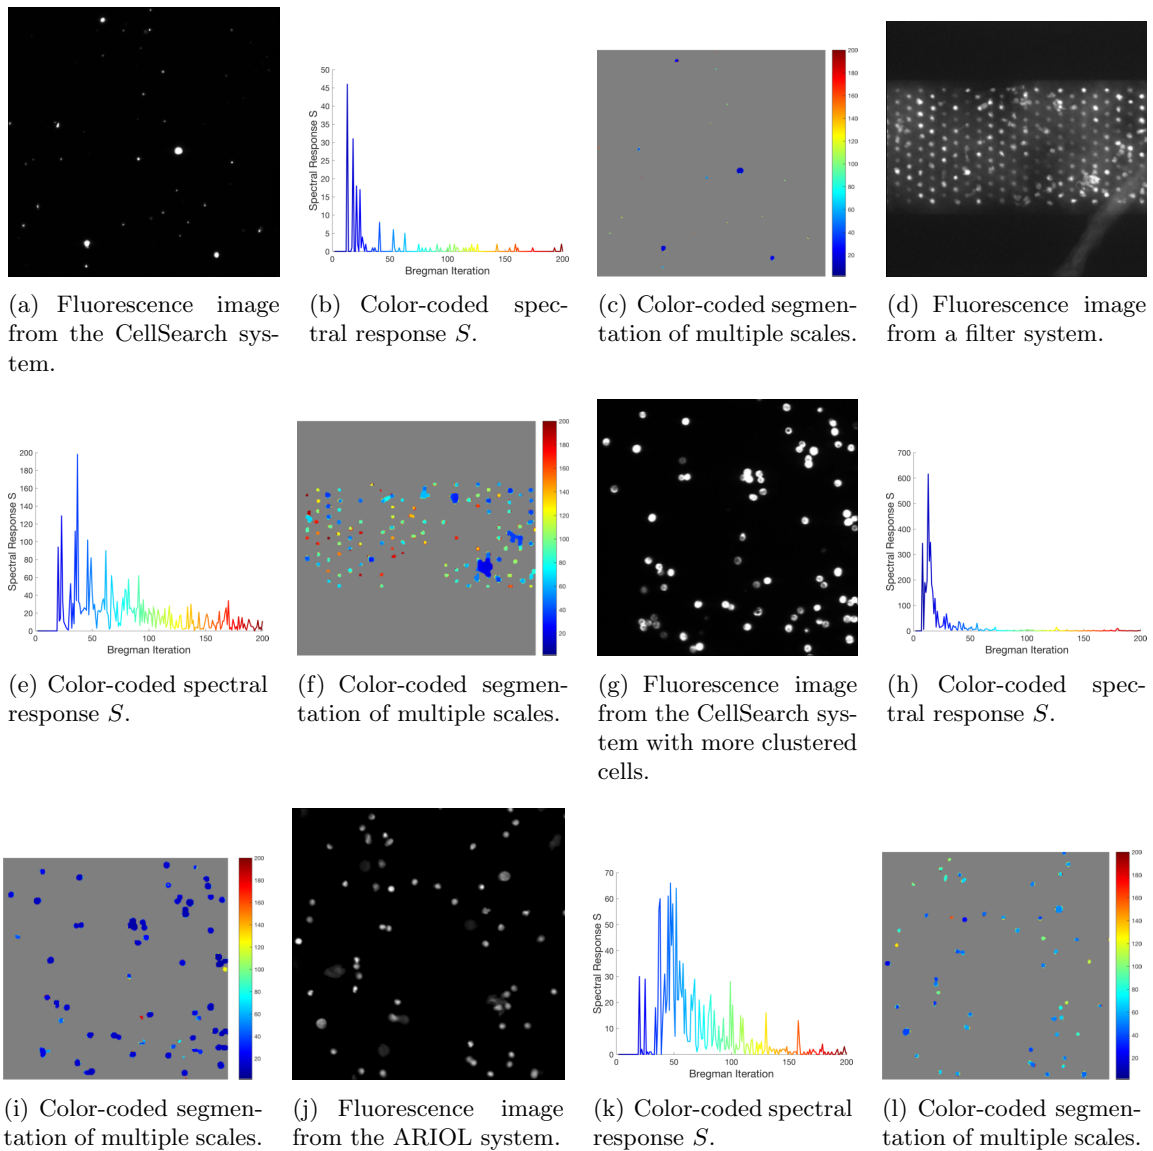 50
45
40
35
30
25
20
15
10
5
0
Spectral Response S
0 50 100 150 200
Bregman Iteration
200
180
160
140
120
100
80
60
40
20
(a) Fluorescence image
from the CellSearch sys-
tem.
(b) Color-coded spec-
tral response S.
(c) Color-coded segmen-
tation of multiple scales.
(d) Fluorescence image
from a filter system.
200
180
160
140
120
100
80
60
40
20
0
Spectral Response S
0 50 100 150 200
Bregman Iteration
200
180
160
140
120
100
80
60
40
20
700
600
500
400
300
200
100
0
Spectral Response S
0 50 100 150 200
Bregman Iteration
(e) Color-coded spectral
response S.
(f) Color-coded segmen-
tation of multiple scales.
(g) Fluorescence image
from the CellSearch sys-
tem with more clustered
cells.
(h) Color-coded spec-
tral response S.
200
180
160
140
120
100
80
60
40
20
70
60
50
40
30
20
10
0
Spectral Response S
0 50 100 150 200
Bregman Iteration
200
180
160
140
120
100
80
60
40
20
(i) Color-coded segmen-
tation of multiple scales.
(j) Fluorescence image
from the ARIOL system.
(k) Color-coded spectral
response S.
(l) Color-coded segmen-
tation of multiple scales.